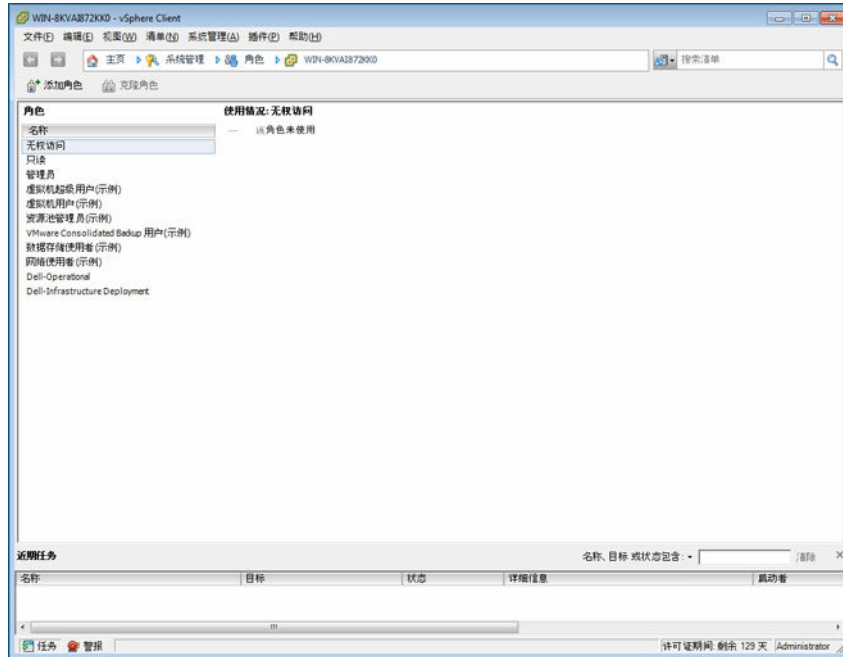 WIN-8KVAI872KK0 - vSphere Client
文件(F) 编辑(E) 视图(W) 清单(N) 系统管理(A) 插件(P) 帮助(H)
主页 系统管理 角色 WIN-8KVAI872KK0 搜索清单
添加角色 克隆角色
角色
名称
无权访问
只读
管理员
虚拟机超级用户(示例)
虚拟机用户(示例)
资源池管理员(示例)
VMware Consolidated Backup 用户(示例)
数据存储使用者(示例)
网络使用者(示例)
Dell-Operational
Dell-Infrastructure Deployment
使用情况: 无权访问
该角色未使用
近期任务 名称、目标 或状态包含: 清除
名称 目标 状态 详细信息 启动者
任务 警报 许可证期间: 剩余 129 天 Administrator